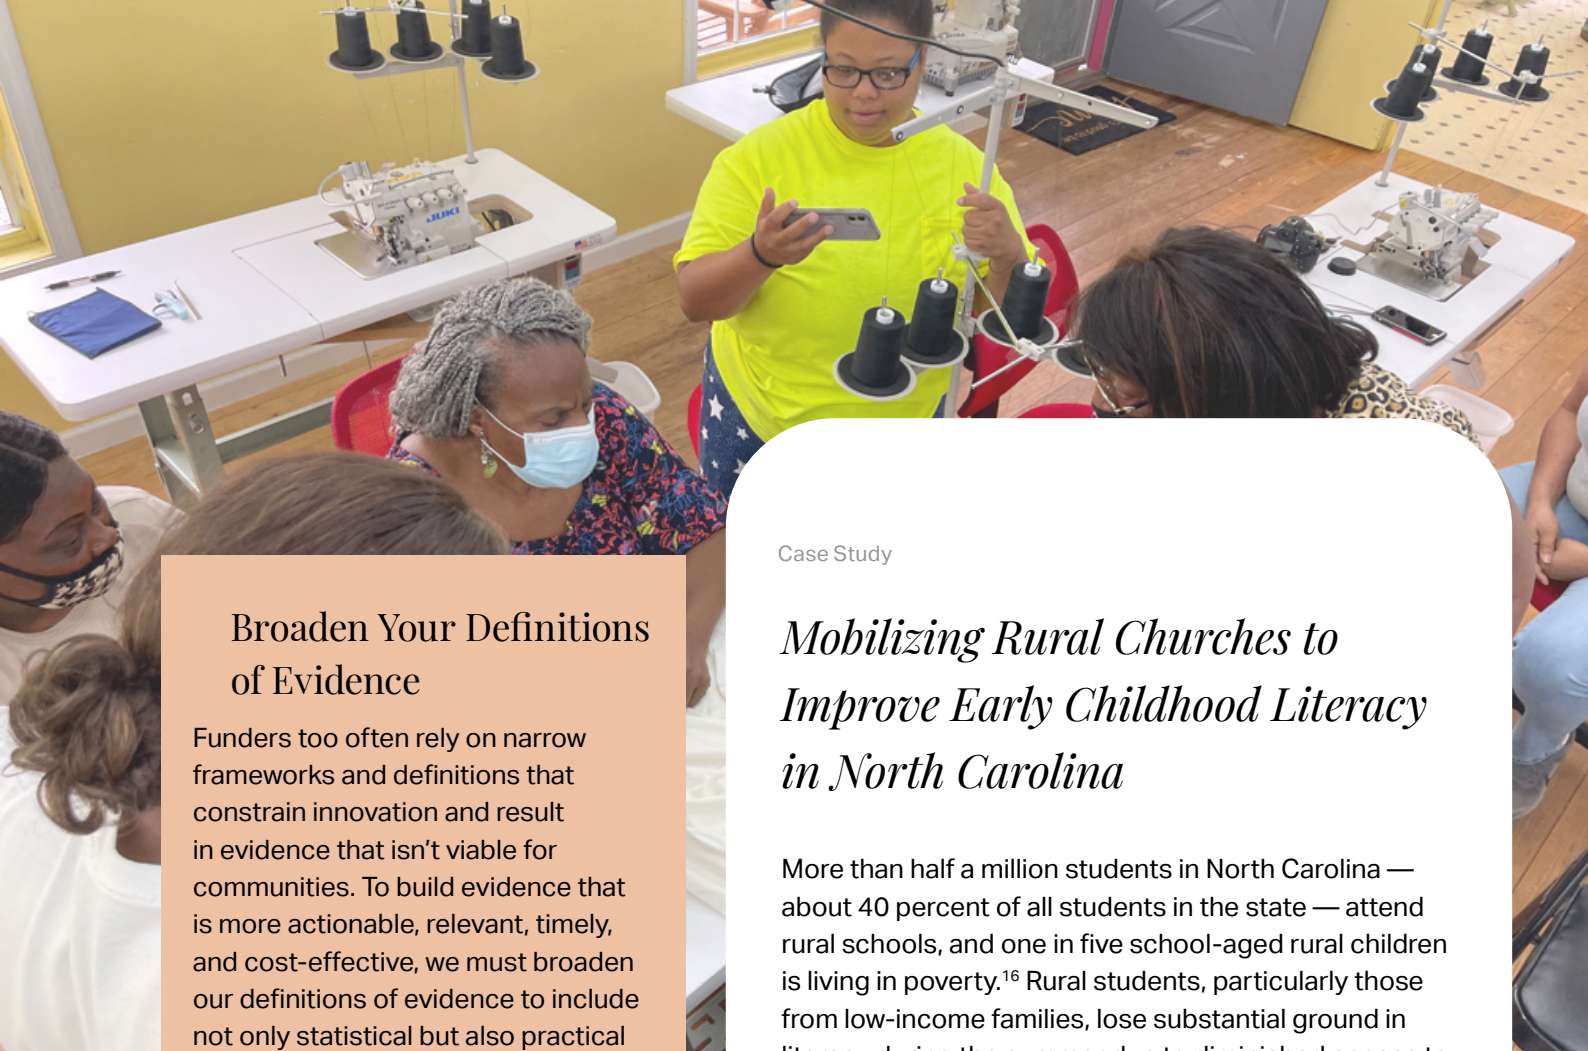 JUKI
Broaden Your Definitions
of Evidence
Funders too often rely on narrow
frameworks and definitions that
constrain innovation and result
in evidence that isn’t viable for
communities. To build evidence that
is more actionable, relevant, timely,
and cost-effective, we must broaden
our definitions of evidence to include
not only statistical but also practical
Case Study
Mobilizing Rural Churches to
Improve Early Childhood Literacy
in North Carolina
More than half a million students in North Carolina —
about 40 percent of all students in the state — attend
rural schools, and one in five school-aged rural children
is living in poverty.¹⁶ Rural students, particularly those
from low-income families, lose substantial ground in